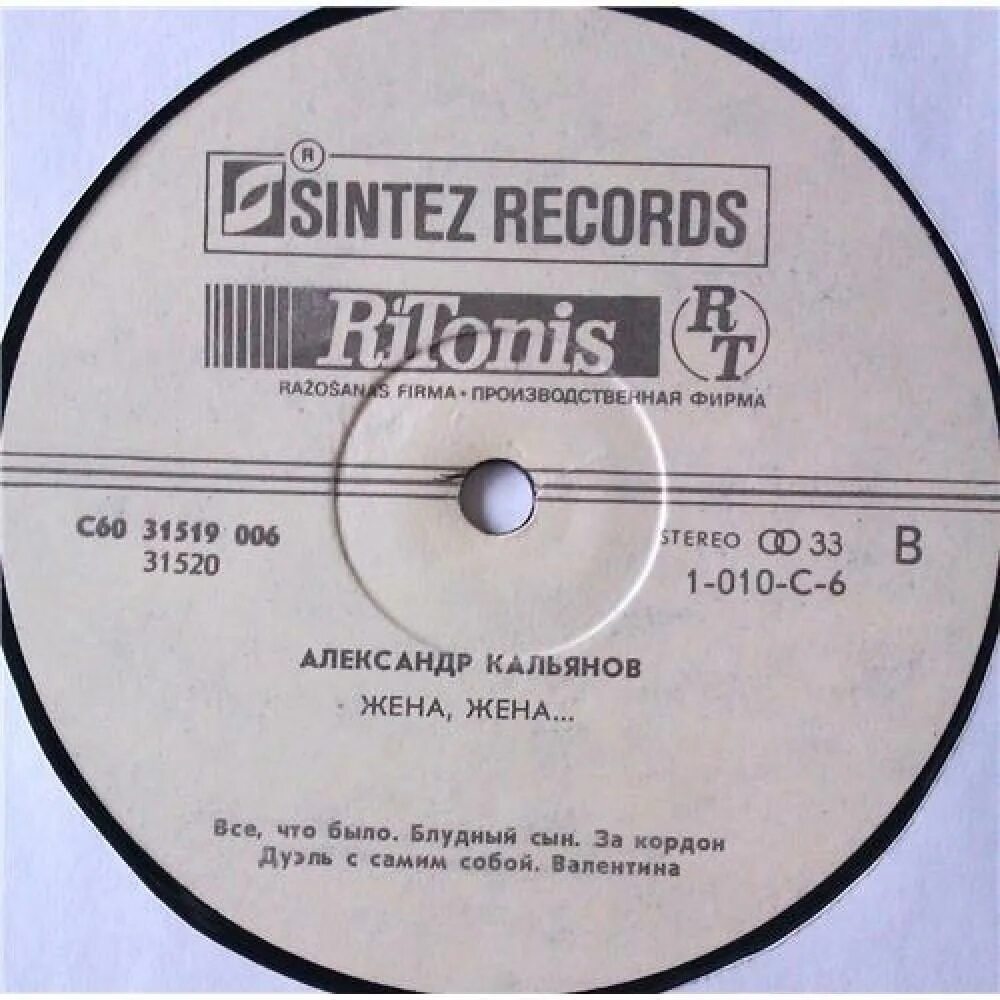 ®
SINTEZ RECORDS
RiTonis RT
RAŽOŠANAS FIRMA • ПРОИЗВОДСТВЕННАЯ ФИРМА
С60 31519 006
31520
STEREO 33 B
1-010-C-6
АЛЕКСАНДР КАЛЬЯНОВ
ЖЕНА, ЖЕНА...
Все, что было. Блудный сын. За кордон
Дуэль с самим собой. Валентина